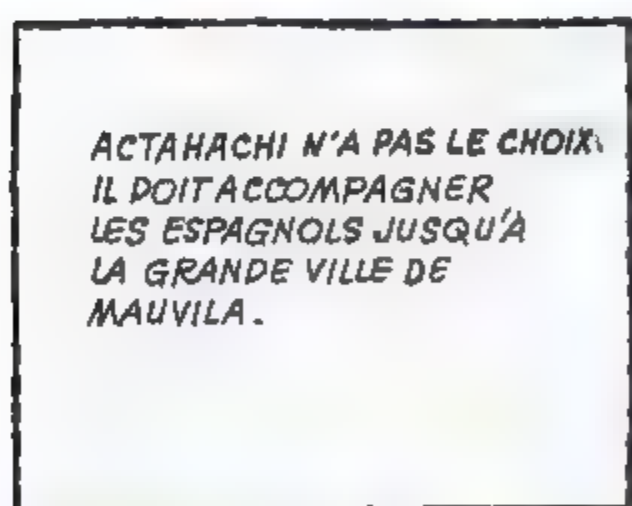 ACTAHACHI N'A PAS LE CHOIX.
IL DOIT ACCOMPAGNER
LES ESPAGNOLS JUSQU'À
LA GRANDE VILLE DE
MAUVILA.